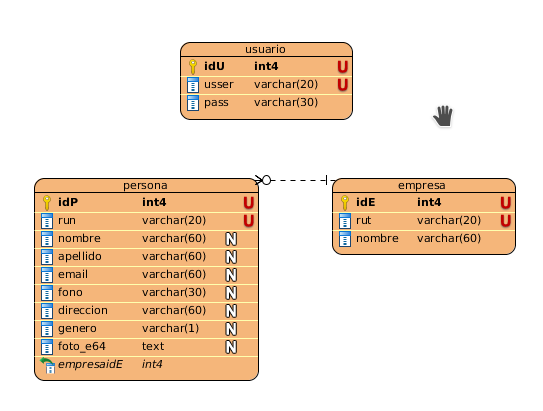 usuario
idU int4 U
usser varchar(20) U
pass varchar(30)
persona
idP int4 U
run varchar(20) U
nombre varchar(60) N
apellido varchar(60) N
email varchar(60) N
fono varchar(30) N
direccion varchar(60) N
genero varchar(1) N
foto_e64 text N
empresaidE int4
empresa
idE int4 U
rut varchar(20) U
nombre varchar(60)